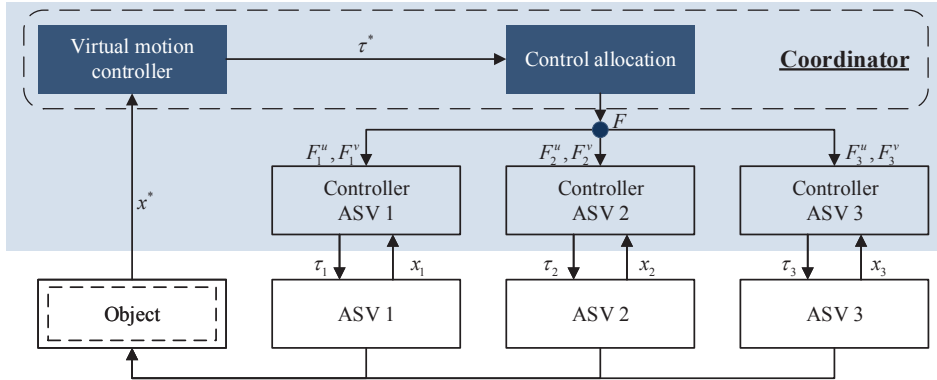 Virtual motion
controller
τ*
Control allocation
Coordinator
F
F₁ᵘ, F₁ᵛ
F₂ᵘ, F₂ᵛ
F₃ᵘ, F₃ᵛ
x*
Controller
ASV 1
Controller
ASV 2
Controller
ASV 3
τ₁
x₁
τ₂
x₂
τ₃
x₃
Object
ASV 1
ASV 2
ASV 3